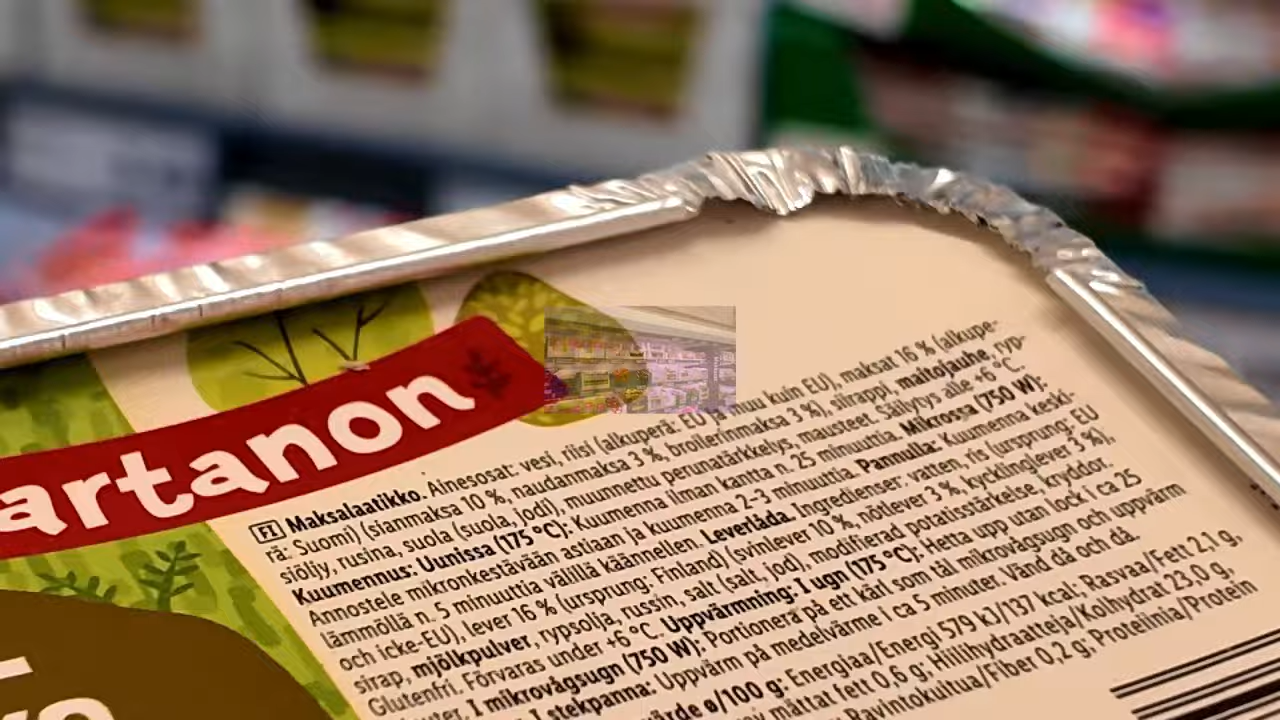 artanon
FI Maksalaatikko. Ainesosat: vesi, riisi (alkuperä: EU ja muu kuin EU), maksat 16 % (alkupe-
rä: Suomi) (sianmaksa 10 %, naudanmaksa 3 %, broilerinmaksa 3 %), siirappi, maitojauhe, ryp-
siöljy, rusina, suola (suola, jodi), muunnettu perunatärkkelys, mausteet. Säilytys alle +6 °C.
Kuumennus: Uunissa (175 °C): Kuumenna ilman kantta n. 25 minuuttia. Mikrossa (750 W):
Annostele mikronkestävään astiaan ja kuumenna 2-3 minuuttia. Pannulla: Kuumenna keski-
lämmöllä n. 5 minuuttia välillä käännellen. Leverlåda. Ingredienser: vatten, ris (ursprung: EU
och icke-EU), lever 16 % (ursprung: Finland) (svinlever 10 %, nötlever 3 %, kycklinglever 3 %),
sirap, mjölkpulver, rypsolja, russin, salt (salt, jod), modifierad potatisstärkelse, kryddor.
Glutenfri. Förvaras under +6 °C. Uppvärmning: I ugn (175 °C): Hetta upp utan lock i ca 25
I mikrovågsugn (750 W): Portionera på ett kärl som tål mikrovågsugn och uppvärm
I stekpanna: Uppvärm på medelvärme i ca 5 minuter. Vänd då och då.
ø/100 g: Energiaa/Energi 579 kJ/137 kcal; Rasvaa/Fett 2,1 g,
mättat fett 0,6 g; Hiilihydraatteja/Kolhydrat 23,0 g,
Ravintokuitua/Fiber 0,2 g; Proteiinia/Protein